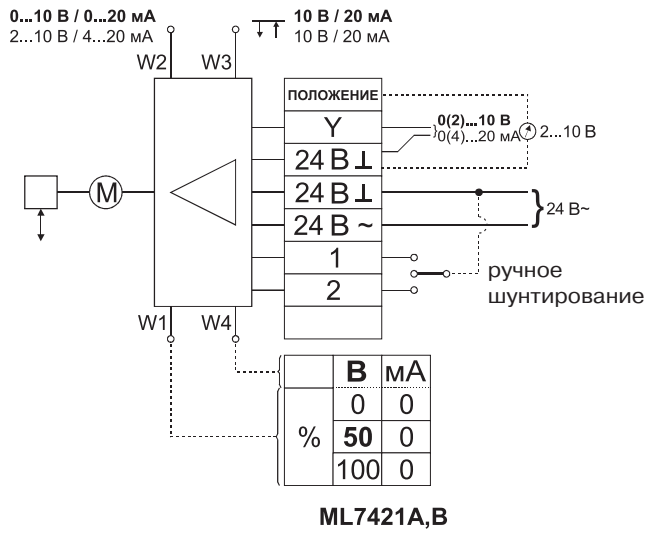 0...10 В / 0...20 мА
2...10 В / 4...20 мА
10 В / 20 мА
10 В / 20 мА
W2
W3
ПОЛОЖЕНИЕ
Y
0(2)...10 В
0(4)...20 мА
2...10 В
24 В ⊥
24 В ⊥
M
24 В ~
24 В~
1
2
ручное
шунтирование
W1
W4
В мА
0 0
% 50 0
100 0
ML7421A,B